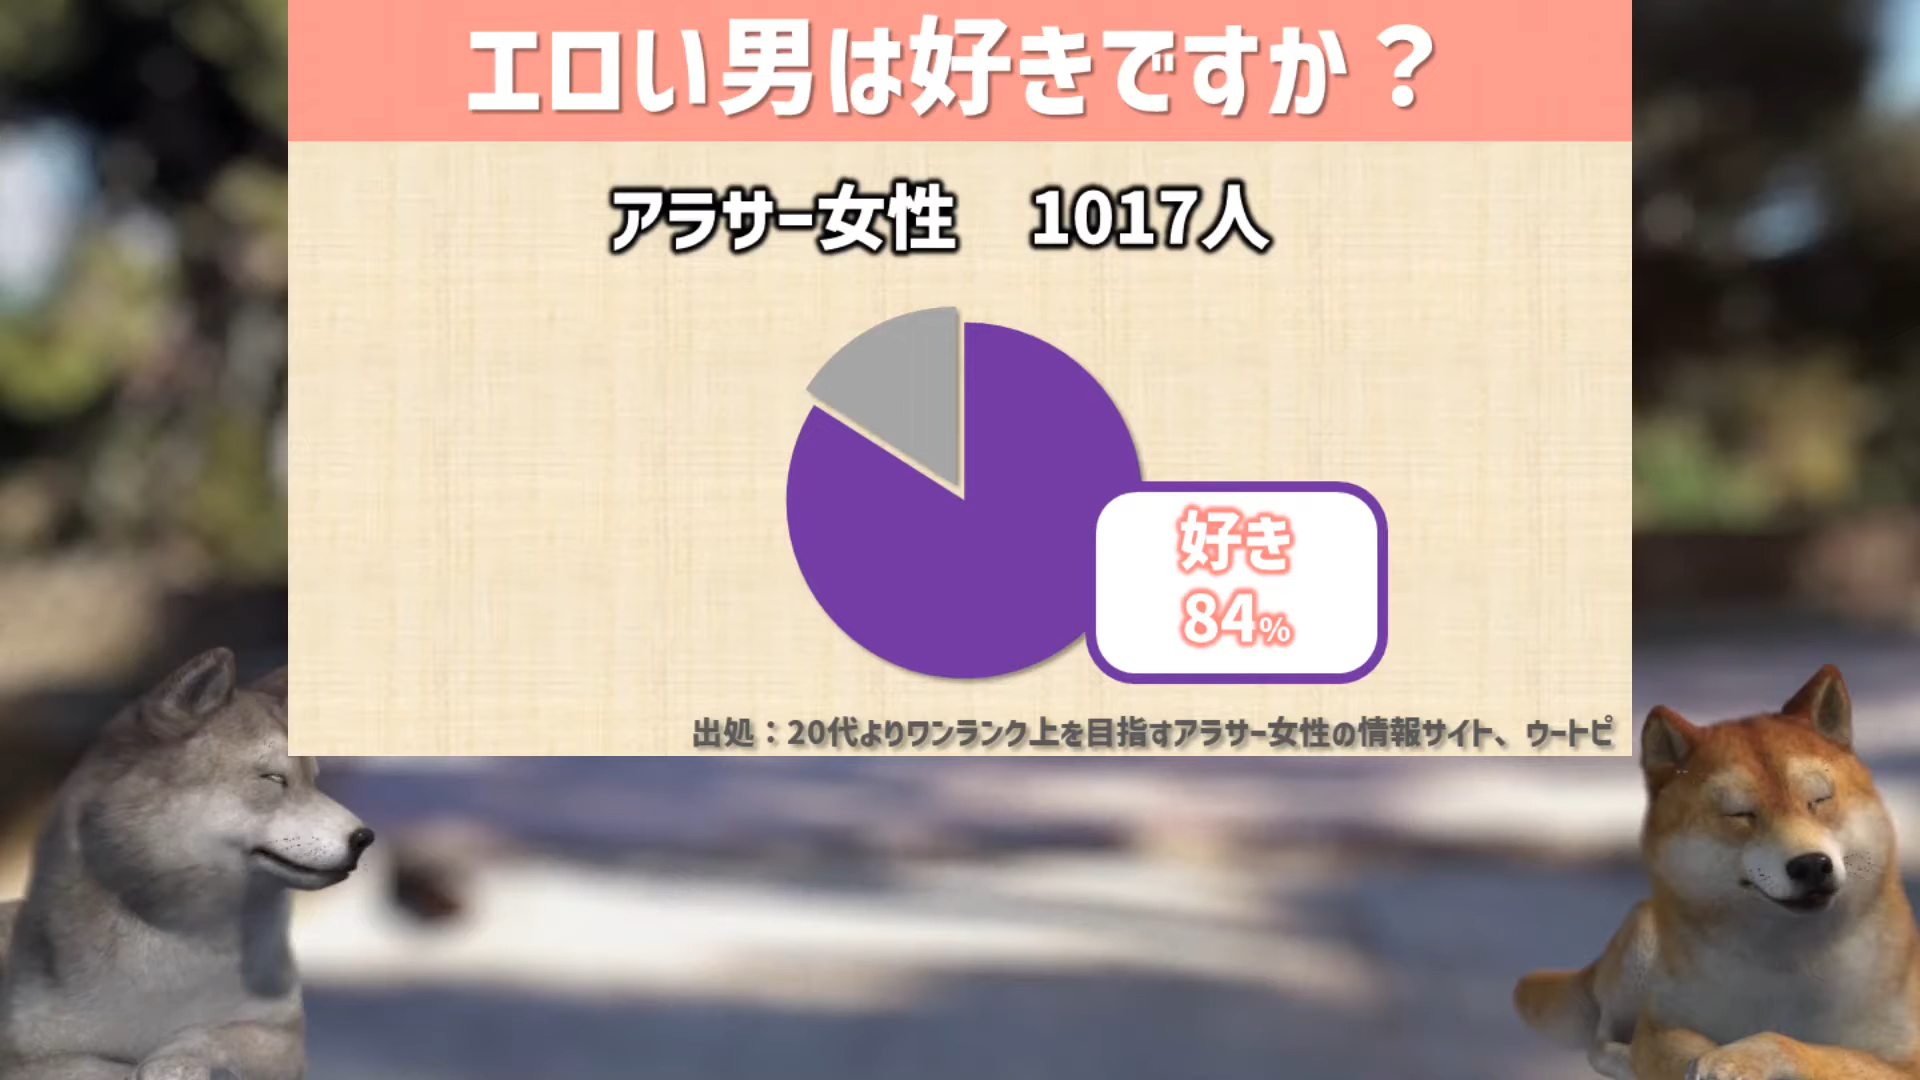 エロい男は好きですか？
アラサー女性　1017人
好き
84%
出処：20代よりワンランク上を目指すアラサー女性の情報サイト、ウートピ